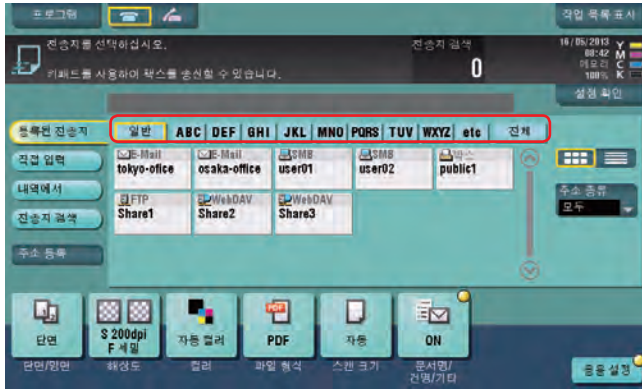 프로그램
작업 목록 표시
전송지를 선택하십시오.
전송지 검색
키패드를 사용하여 팩스를 송신할 수 있습니다.
0
16/05/2013
08:42
메모리
100%
Y
M
C
K
설정 확인
등록된 전송지
일반 ABC DEF GHI JKL MNO PQRS TUV WXYZ etc 전체
직접 입력
내역에서
전송지 검색
주소 등록
E-Mail
tokyo-ofice
E-Mail
osaka-office
SMB
user01
SMB
user02
박스
public1
FTP
Share1
WebDAV
Share2
WebDAV
Share3
주소 종류
모두
단면
S 200dpi
F 세밀
자동 컬러
PDF
PDF
자동
ON
단면/양면
해상도
컬러
파일 형식
스캔 크기
문서명/
건명/기타
응용 설정